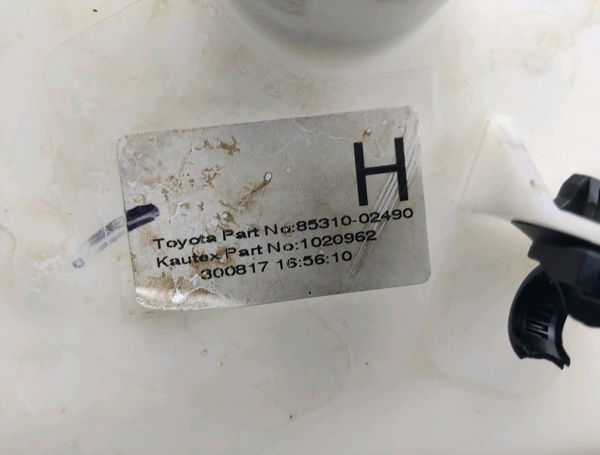 H
Toyota Part No:85310-02490
Kautex Part No:1020962
300817 16:56:10